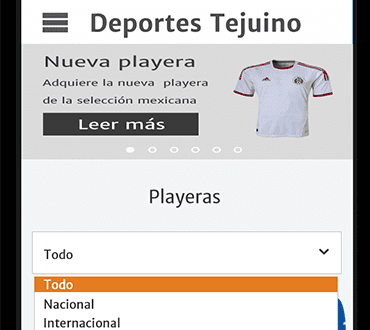 Deportes Tejuino
Nueva playera
Adquiere la nueva playera
de la selección mexicana
Leer más
Playeras
Todo
Todo
Nacional
Internacional